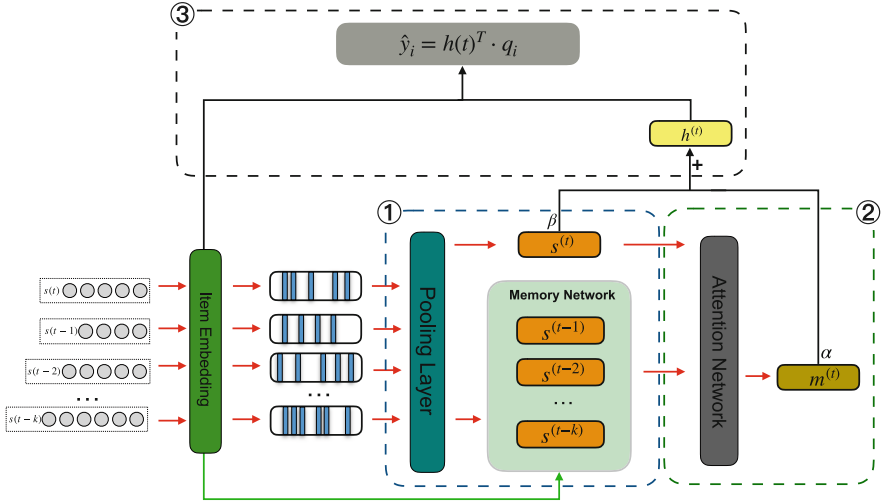 ③
ŷ_i = h(t)^T · q_i
h^(t)
+
①
②
β
s^(t)
s(t)
s(t−1)
s(t−2)
...
s(t−k)
Item Embedding
...
Pooling Layer
Memory Network
s^(t−1)
s^(t−2)
...
s^(t−k)
Attention Network
α
m^(t)